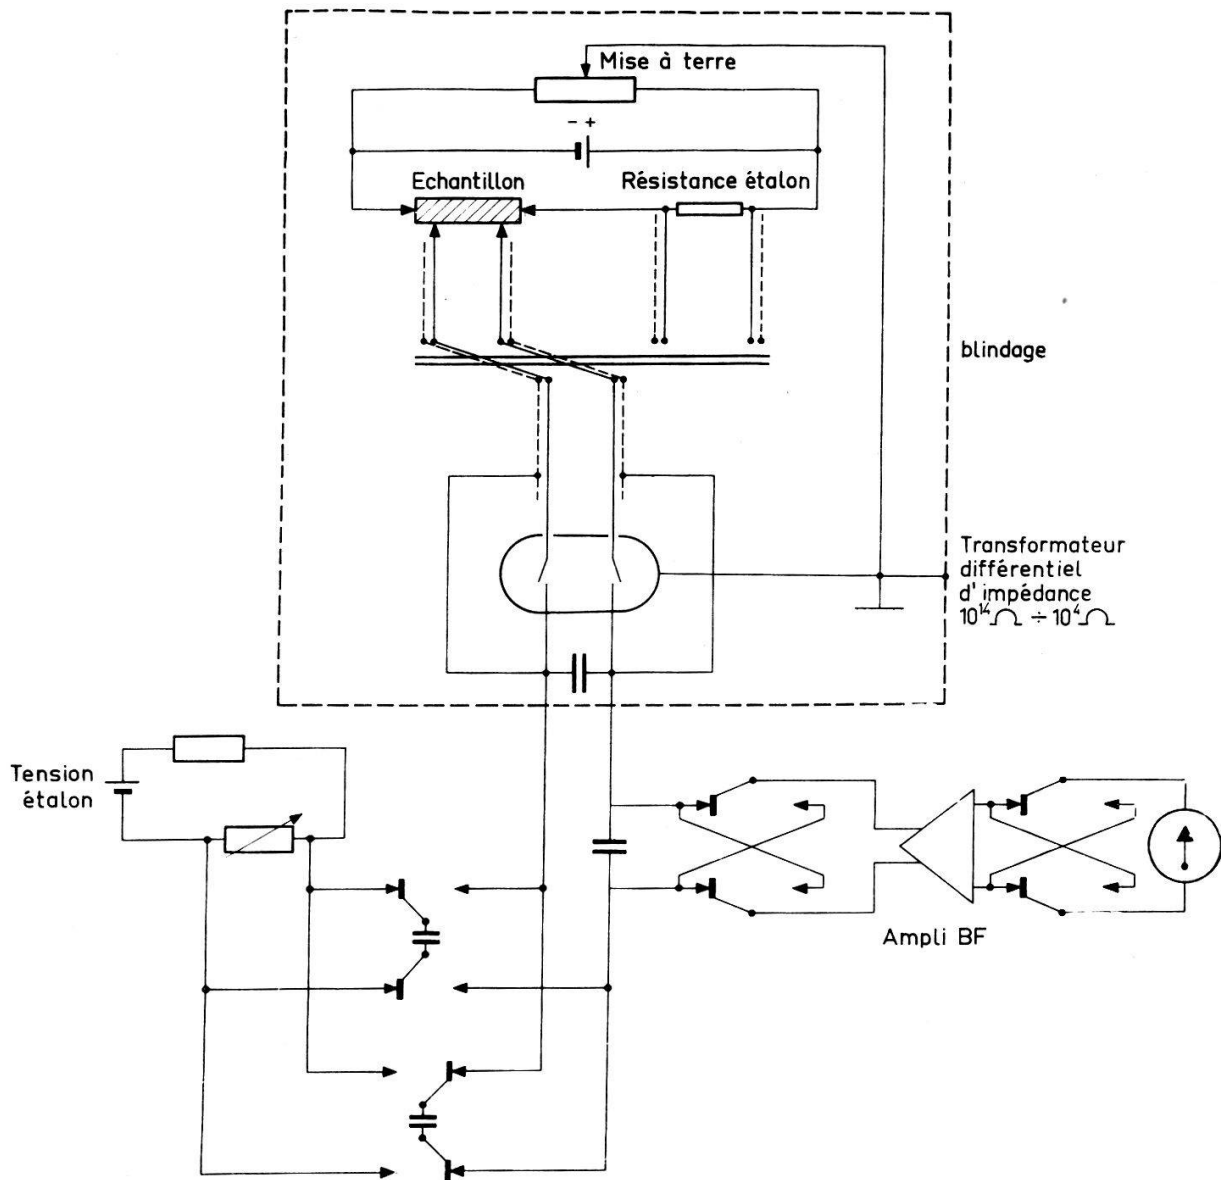 Mise à terre
- +
Echantillon
Résistance étalon
blindage
Transformateur
différentiel
d'impédance
10¹⁴Ω ÷ 10⁴Ω
Tension
étalon
Ampli BF